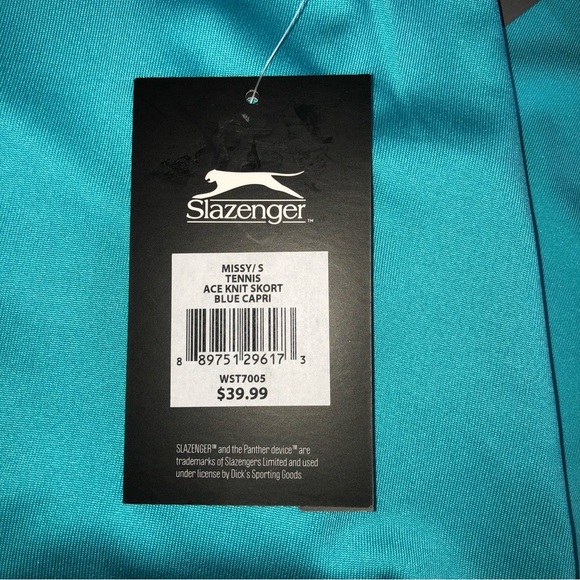 Slazenger™
MISSY/ S
TENNIS
ACE KNIT SKORT
BLUE CAPRI
8 89751 29617 3
WST7005
$39.99
SLAZENGER™ and the Panther device™ are
trademarks of Slazengers Limited and used
under license by Dick's Sporting Goods